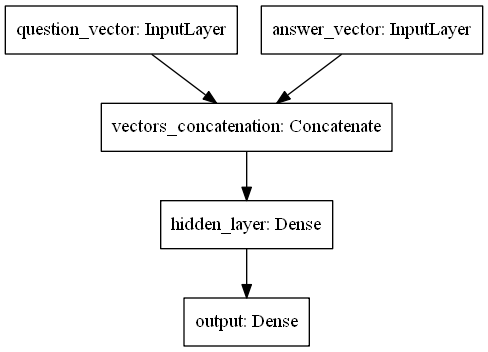 question_vector: InputLayer
answer_vector: InputLayer
vectors_concatenation: Concatenate
hidden_layer: Dense
output: Dense